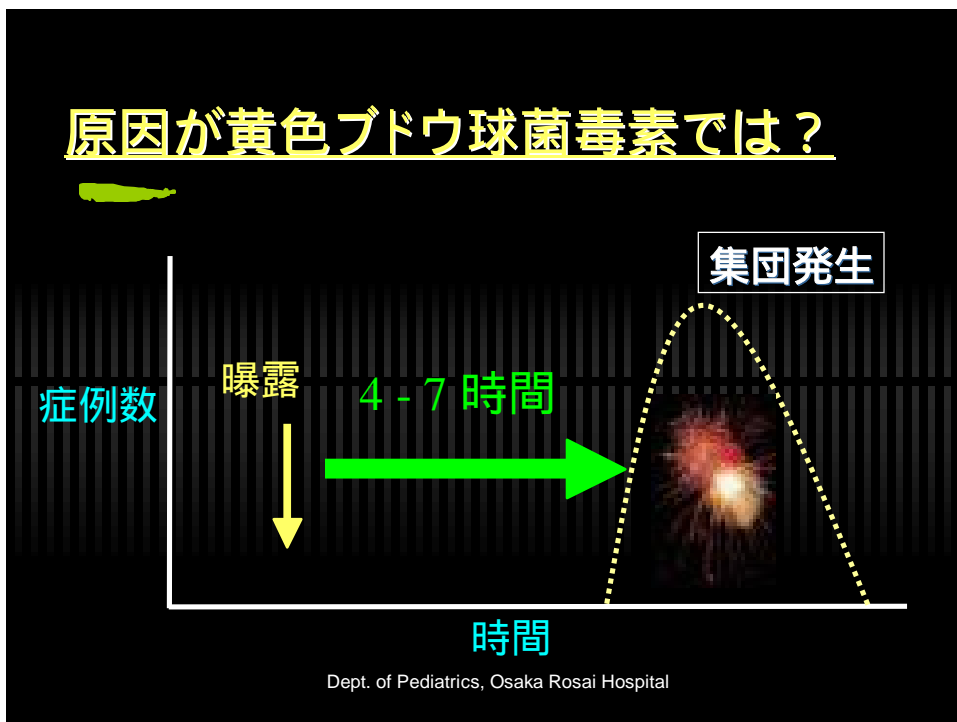 原因が黄色ブドウ球菌毒素では？
集団発生
曝露
4 - 7 時間
症例数
時間
Dept. of Pediatrics, Osaka Rosai Hospital